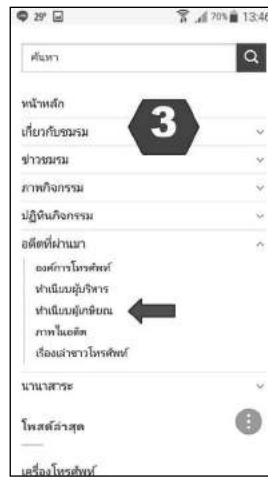 29° 70% 13:46
ค้นหา
หน้าหลัก
3
เกี่ยวกับชมรม
ข่าวชมรม
ภาพกิจกรรม
ปฏิทินกิจกรรม
อดีตที่ผ่านมา
องค์การโทรศัพท์
ทำเนียบผู้บริหาร
ทำเนียบผู้เกษียณ
ภาพในอดีต
เรื่องเล่าชาวโทรศัพท์
นานาสาระ
โพสต์ล่าสุด
เครื่องโทรศัพท์